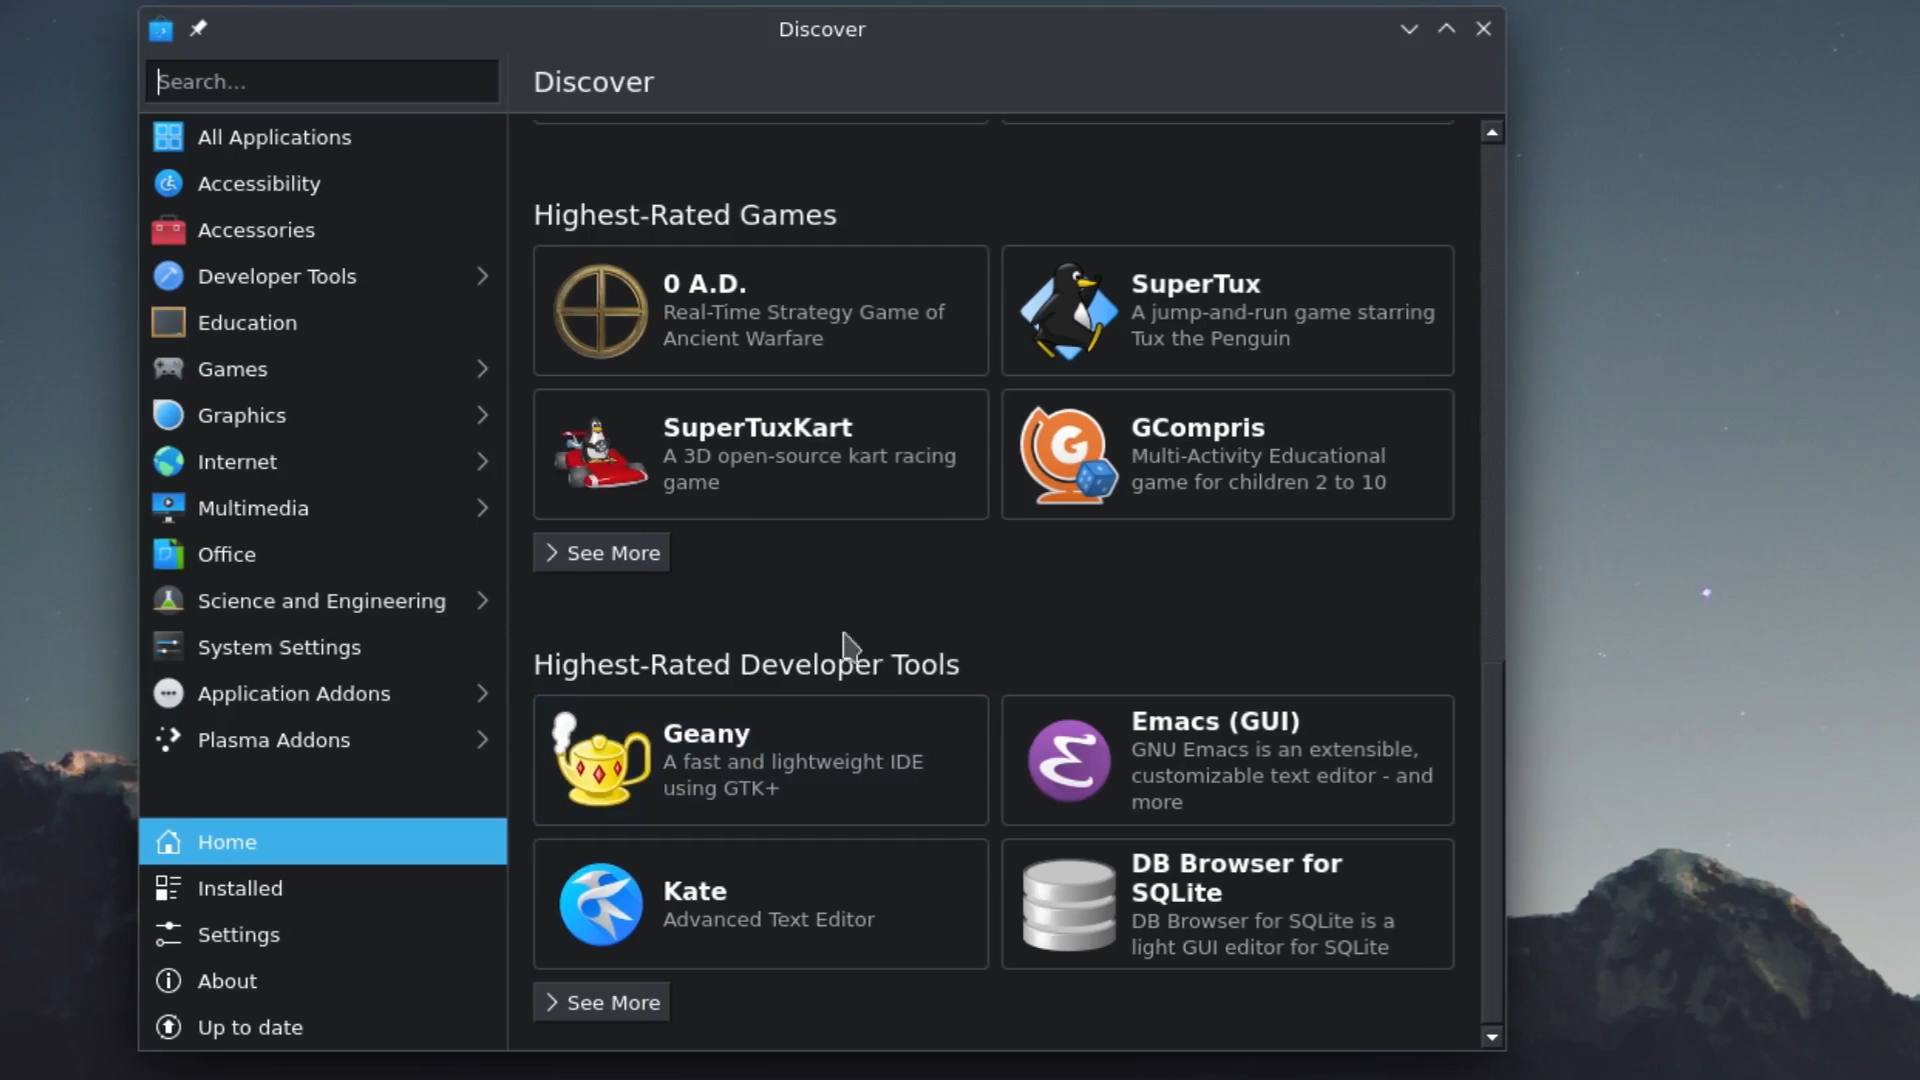 Discover
Search...
Discover
All Applications
Accessibility
Accessories
Developer Tools
Education
Games
Graphics
Internet
Multimedia
Office
Science and Engineering
System Settings
Application Addons
Plasma Addons
Home
Installed
Settings
About
Up to date
Highest-Rated Games
0 A.D.
Real-Time Strategy Game of
Ancient Warfare
SuperTux
A jump-and-run game starring
Tux the Penguin
SuperTuxKart
A 3D open-source kart racing
game
GCompris
Multi-Activity Educational
game for children 2 to 10
See More
Highest-Rated Developer Tools
Geany
A fast and lightweight IDE
using GTK+
Emacs (GUI)
GNU Emacs is an extensible,
customizable text editor - and
more
Kate
Advanced Text Editor
DB Browser for
SQLite
DB Browser for SQLite is a
light GUI editor for SQLite
See More